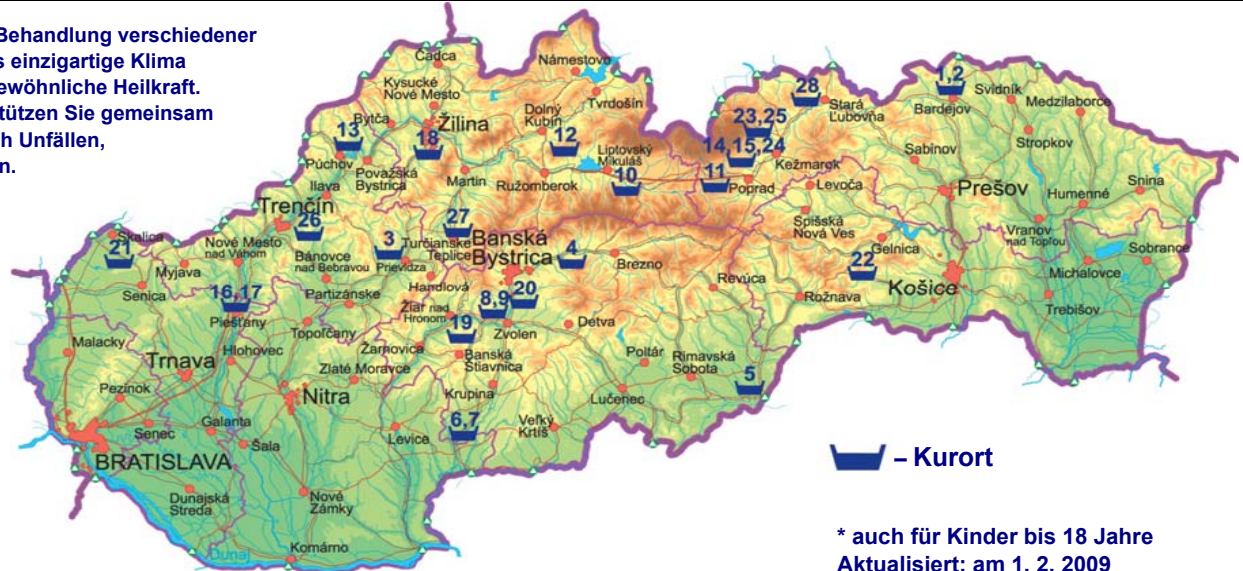 Behandlung verschiedener
s einzigartige Klima
ewöhnliche Heilkraft.
tützen Sie gemeinsam
h Unfällen,
n.
Čadca
Námestovo
Kysucké
Nové Mesto
Tvrdošín
Bytča
Žilina
Dolný
Kubín
28
Stará
Ľubovňa
1,2
Bardejov
Svidník
Medzilaborce
13
18
12
23,25
Stropkov
Púchov
Považská
Bystrica
Martin
Ružomberok
Liptovský
Mikuláš
10
14,15,24
11
Kežmarok
Poprad
Levoča
Sabinov
Prešov
Humenné
Snina
Ilava
Trenčín
26
27
Spišská
Nová Ves
Vranov
nad Topľou
Skalica
21
Nové Mesto
nad Váhom
Myjava
Bánovce
nad Bebravou
3
Prievidza
Turčianske
Teplice
Banská
Bystrica
4
Brezno
Gelnica
22
Sobrance
Michalovce
Senica
16,17
Piešťany
Partizánske
Handlová
8,9
20
Revúca
Rožňava
Košice
Trebišov
Žiar nad
Hronom
19
Zvolen
Detva
Malacky
Trnava
Hlohovec
Topoľčany
Žarnovica
Banská
Štiavnica
Poltár
Rimavská
Sobota
5
Pezinok
Zlaté Moravce
Nitra
Krupina
Lučenec
Senec
Galanta
Šaľa
Levice
6,7
Veľký
Krtíš
BRATISLAVA
Dunajská
Streda
Nové
Zámky
Komárno
Dunaj
– Kurort
* auch für Kinder bis 18 Jahre
Aktualisiert: am 1. 2. 2009